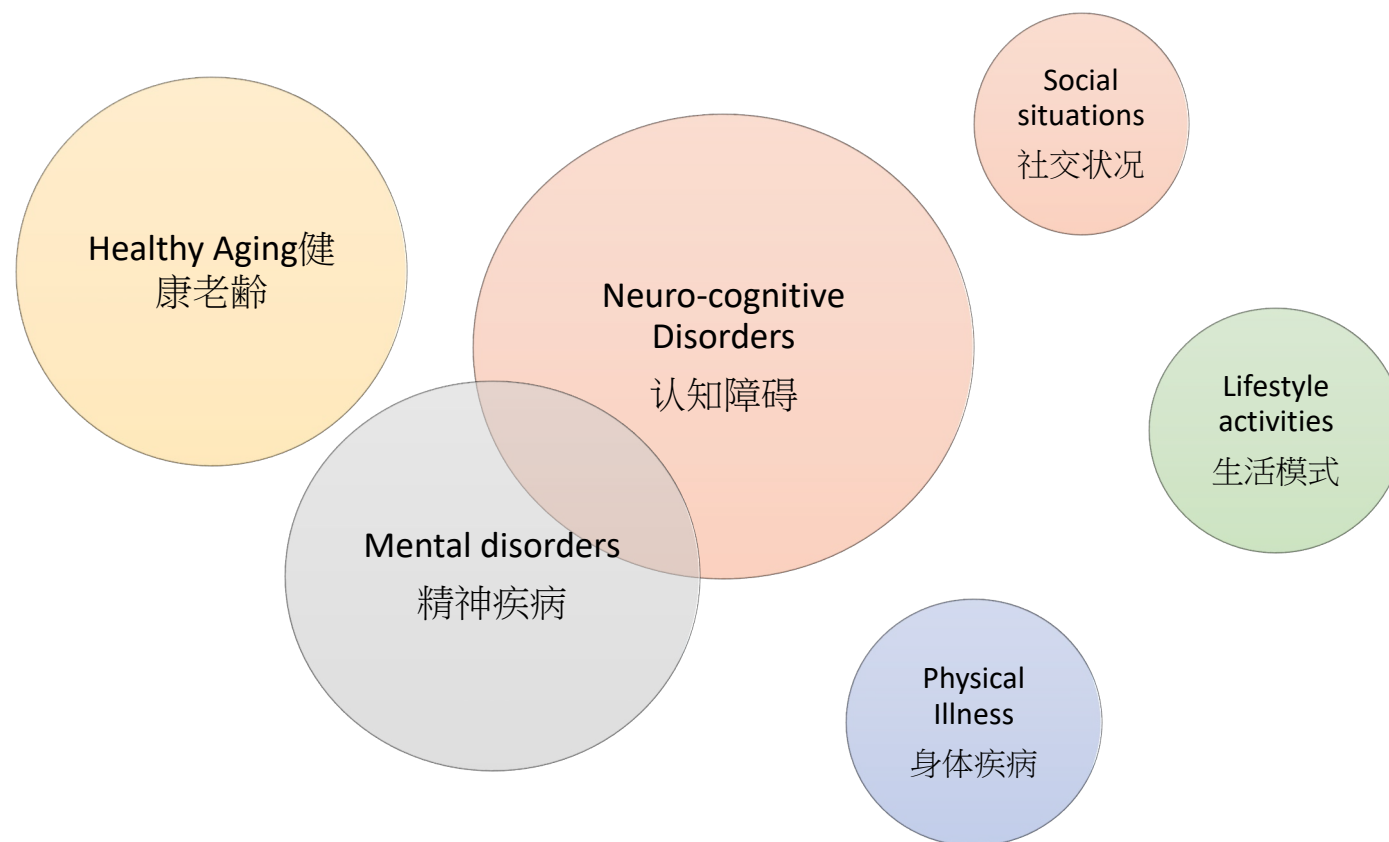 Social
situations
社交状况
Healthy Aging健
康老龄
Neuro-cognitive
Disorders
认知障碍
Lifestyle
activities
生活模式
Mental disorders
精神疾病
Physical
Illness
身体疾病